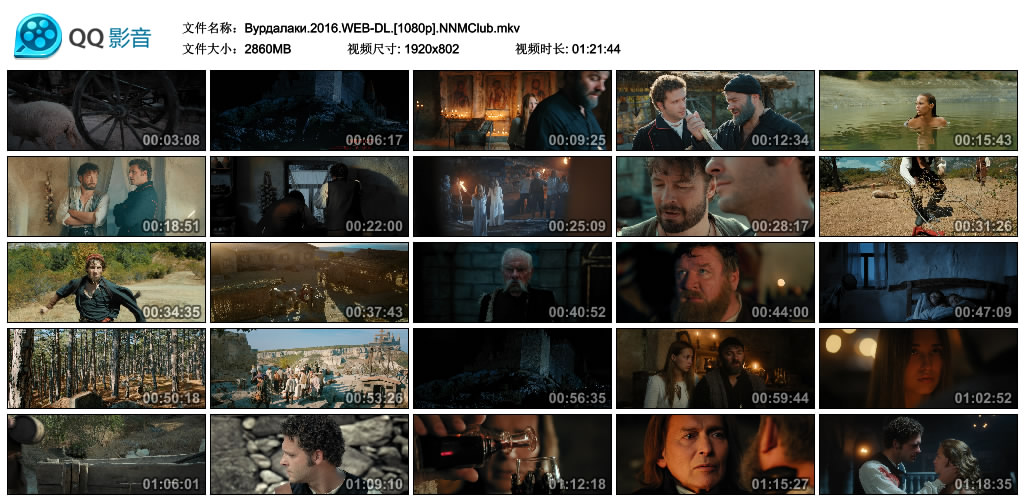 QQ影音
文件名称: Вурдалаки.2016.WEB-DL.[1080p].NNMClub.mkv
文件大小: 2860MB 视频尺寸: 1920x802 视频时长: 01:21:44
00:03:08 00:06:17 00:09:25 00:12:34 00:15:43
00:18:51 00:22:00 00:25:09 00:28:17 00:31:26
00:34:35 00:37:43 00:40:52 00:44:00 00:47:09
00:50:18 00:53:26 00:56:35 00:59:44 01:02:52
01:06:01 01:09:10 01:12:18 01:15:27 01:18:35